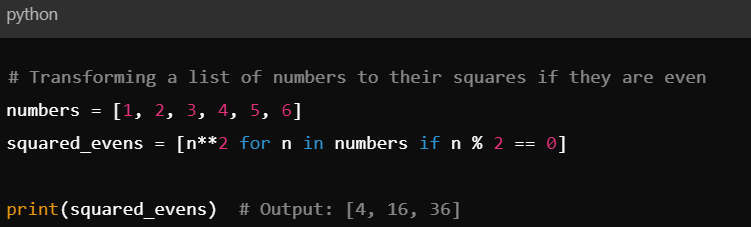 python
# Transforming a list of numbers to their squares if they are even
numbers = [1, 2, 3, 4, 5, 6]
squared_evens = [n**2 for n in numbers if n % 2 == 0]
print(squared_evens)  # Output: [4, 16, 36]